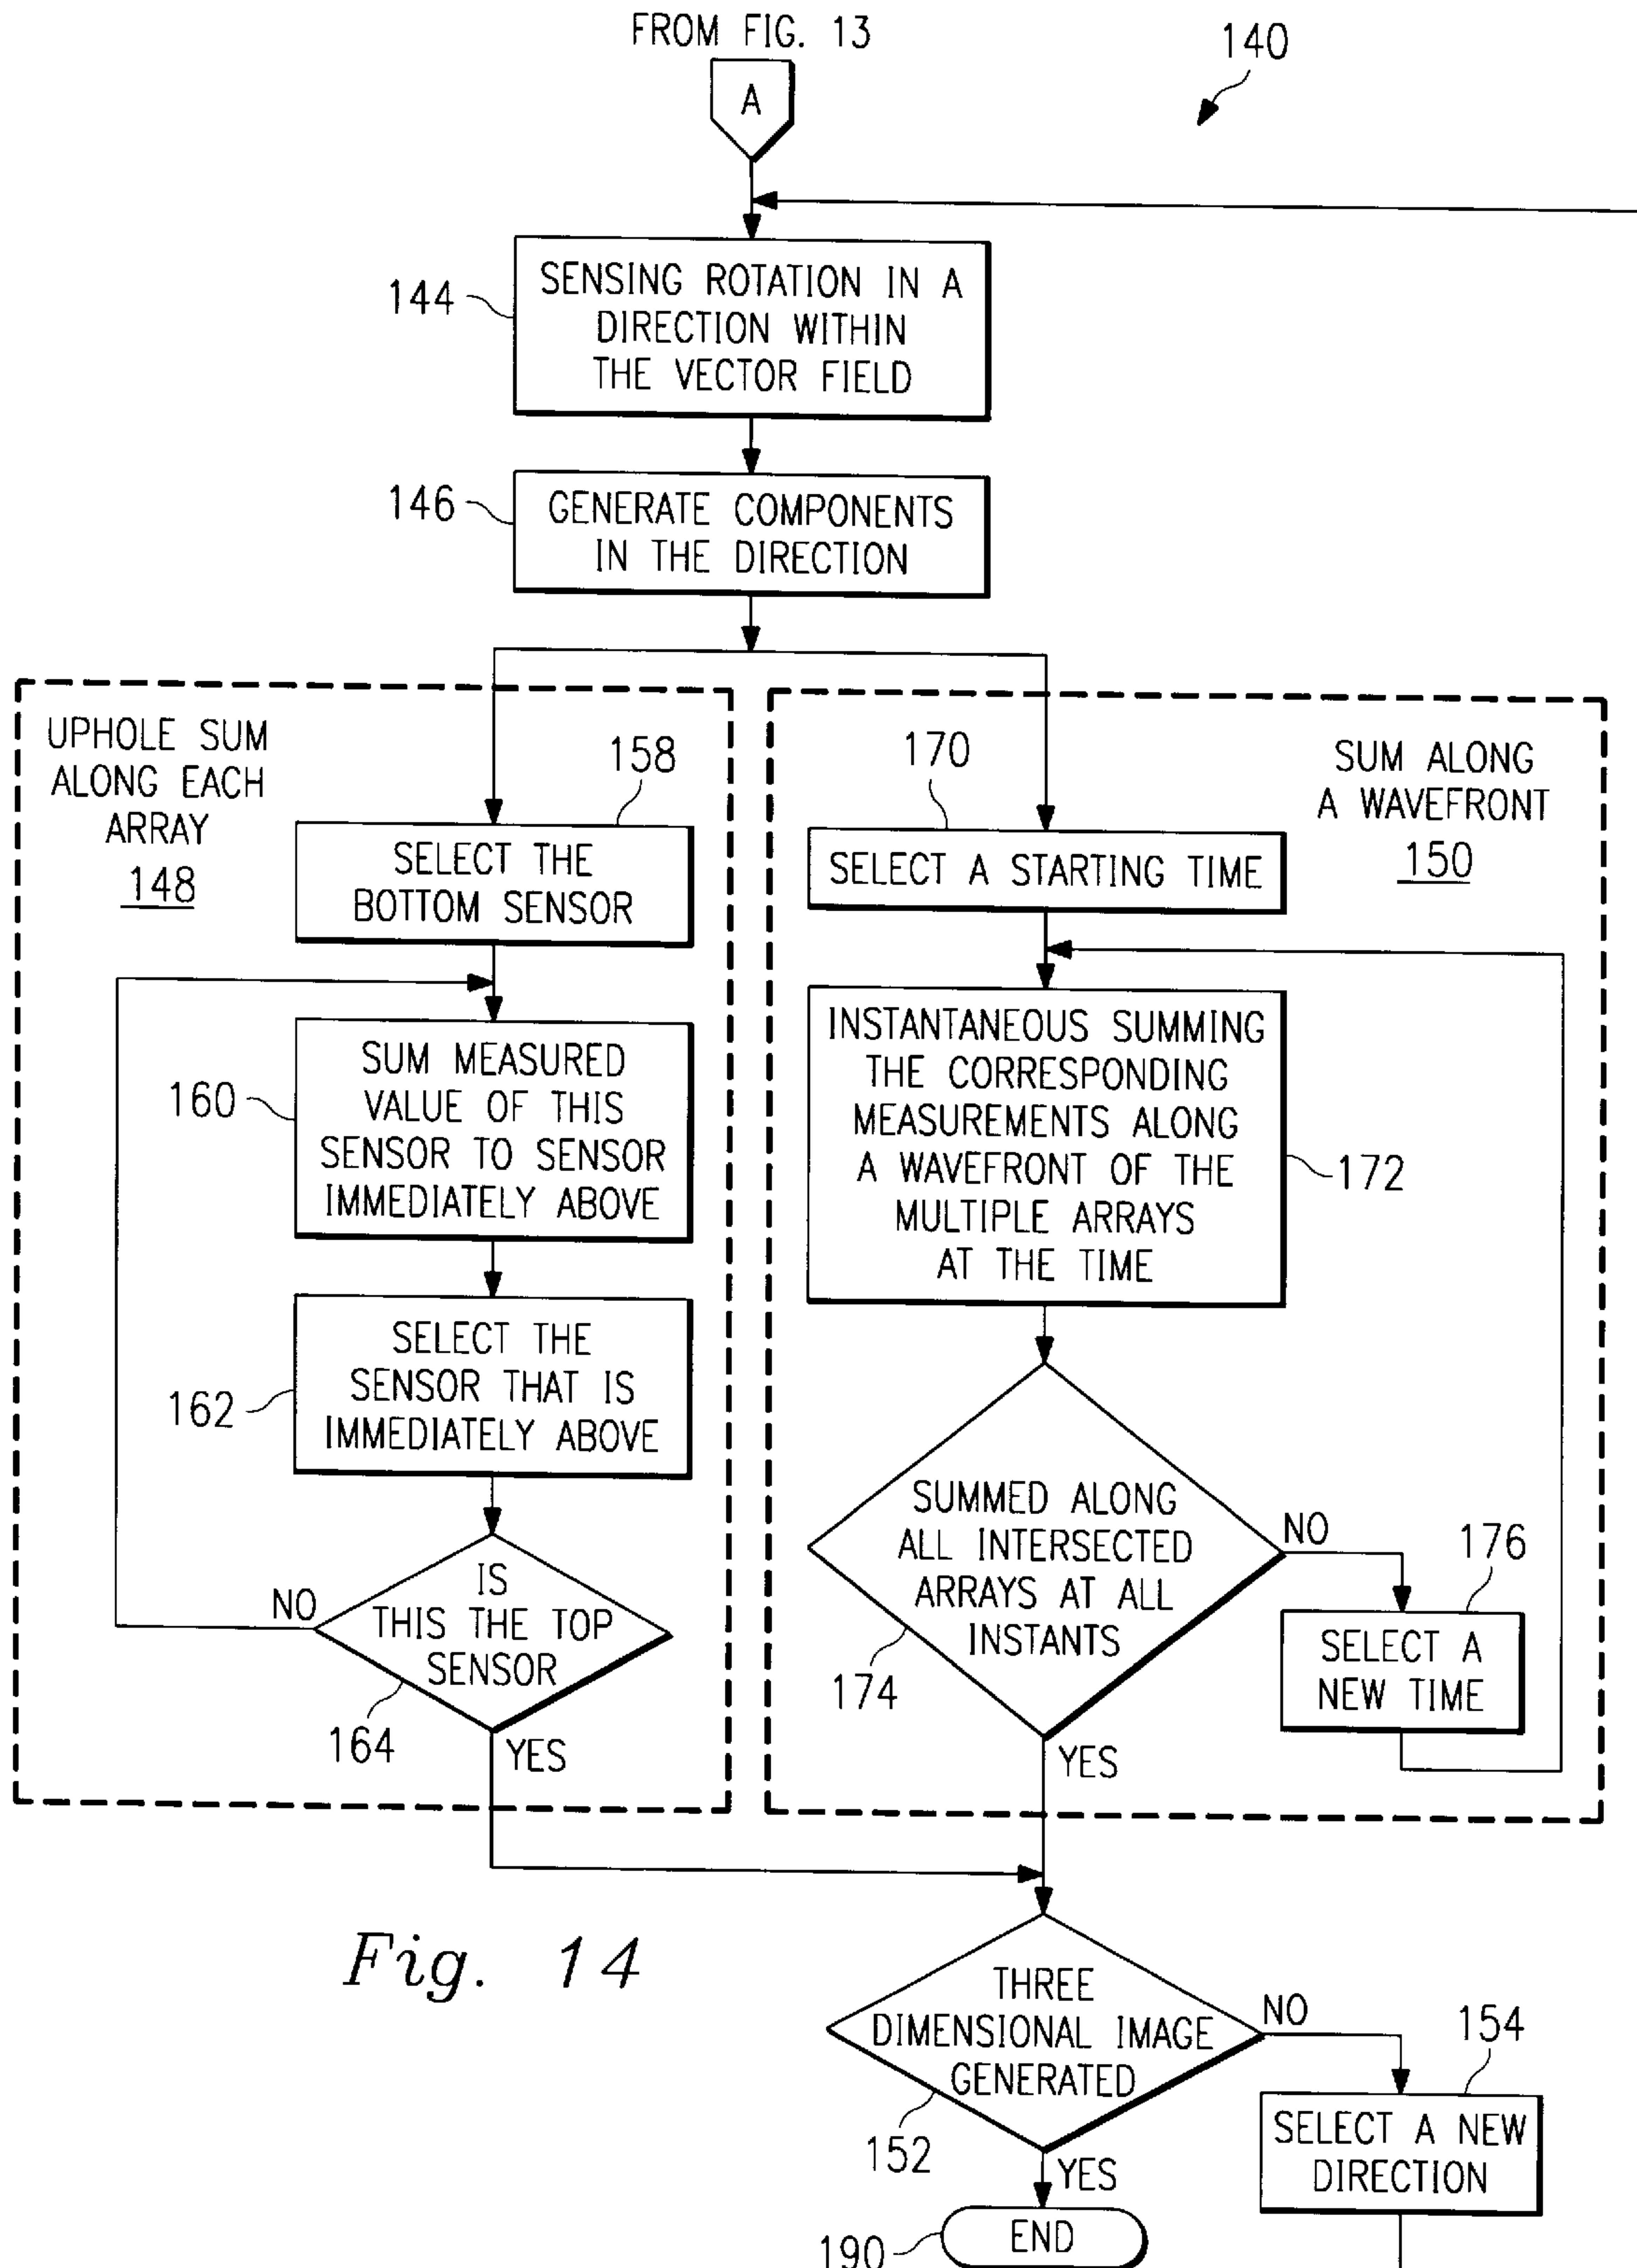 FROM FIG. 13
140
A
144
SENSING ROTATION IN A
DIRECTION WITHIN
THE VECTOR FIELD
146
GENERATE COMPONENTS
IN THE DIRECTION
UPHOLE SUM
ALONG EACH
ARRAY
148
158
SELECT THE
BOTTOM SENSOR
160
SUM MEASURED
VALUE OF THIS
SENSOR TO SENSOR
IMMEDIATELY ABOVE
162
SELECT THE
SENSOR THAT IS
IMMEDIATELY ABOVE
NO
IS
THIS THE TOP
SENSOR
164
YES
170
SUM ALONG
A WAVEFRONT
150
SELECT A STARTING TIME
INSTANTANEOUS SUMMING
THE CORRESPONDING
MEASUREMENTS ALONG
A WAVEFRONT OF THE
MULTIPLE ARRAYS
AT THE TIME
172
SUMMED ALONG
ALL INTERSECTED
ARRAYS AT ALL
INSTANTS
NO
174
176
SELECT A
NEW TIME
YES
Fig. 14
THREE
DIMENSIONAL IMAGE
GENERATED
NO
152
154
SELECT A NEW
DIRECTION
YES
190
END